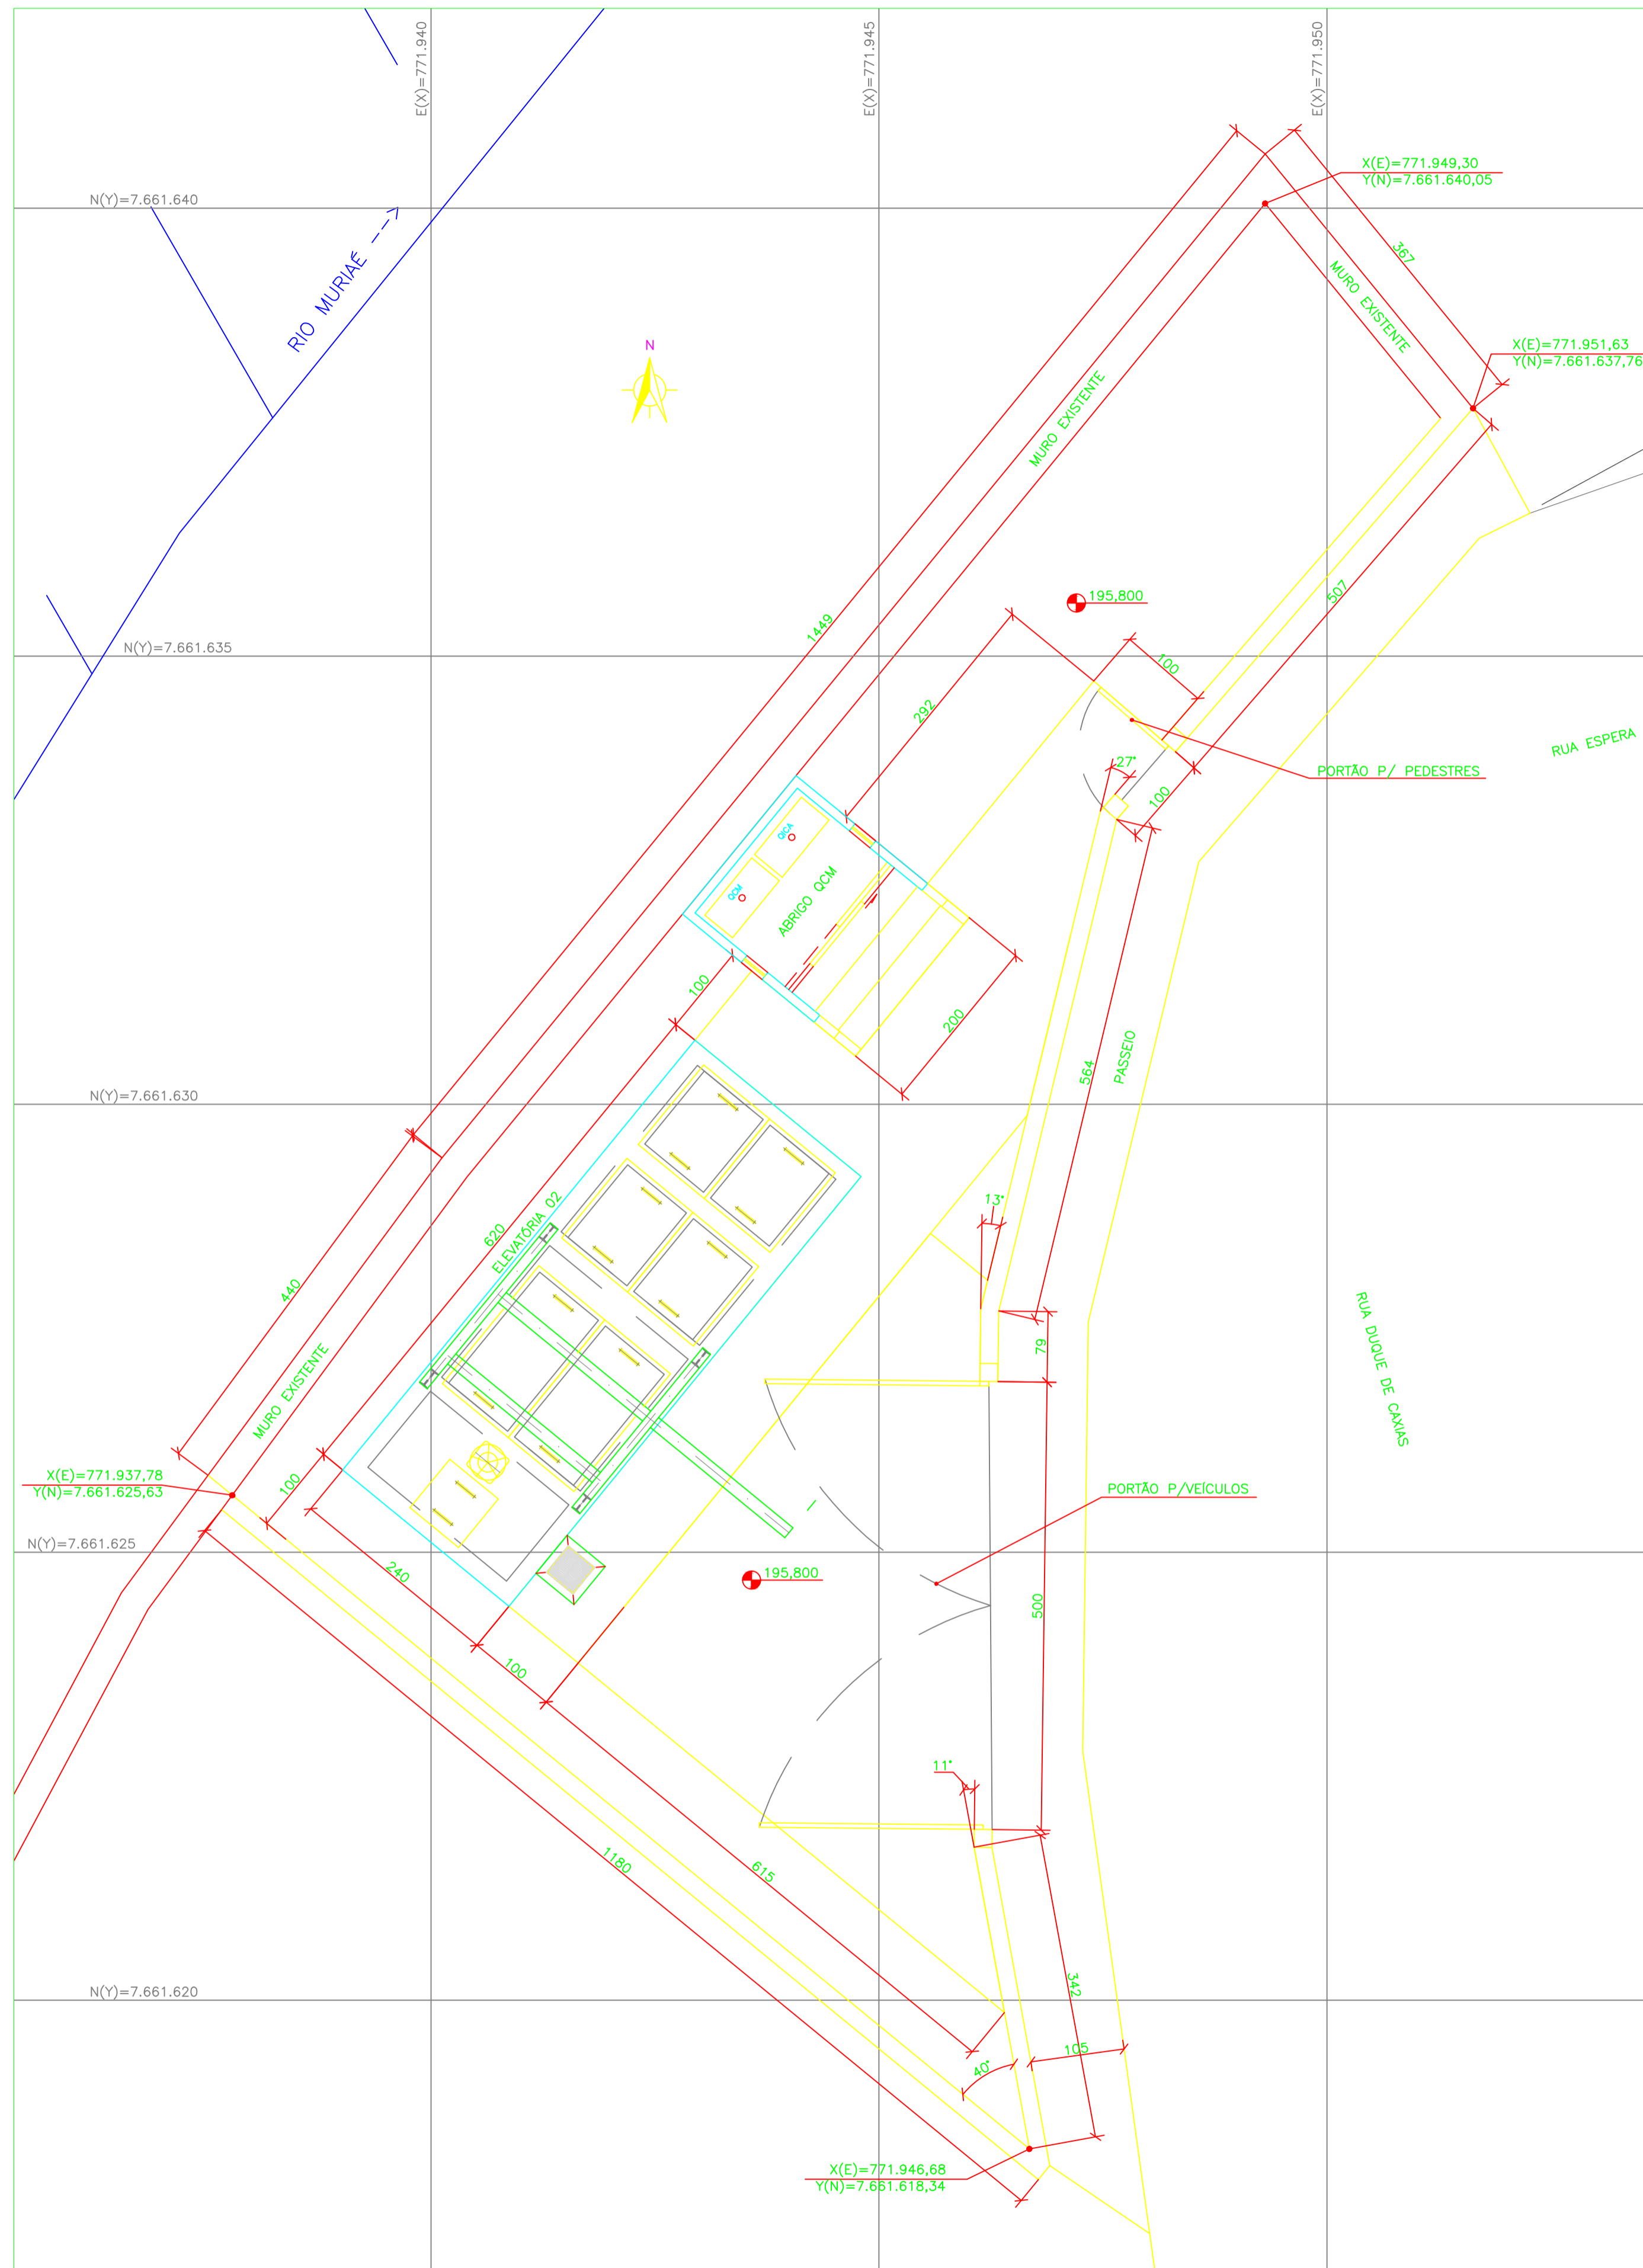 E(X)=771.940
E(X)=771.945
E(X)=771.950
X(E)=771.949,30
Y(N)=7.661.640,05
N(Y)=7.661.640
RIO MURIAÉ
367
MURO EXISTENTE
N
X(E)=771.951,63
Y(N)=7.661.637,76
MURO EXISTENTE
195,800
507
1449
N(Y)=7.661.635
100
292
RUA ESPERA
27°
PORTÃO P/ PEDESTRES
100
QICA
QCM
ABRIGO QCM
100
200
564
PASSEIO
N(Y)=7.661.630
13°
620
ELEVATÓRIA 02
440
79
RUA DUQUE DE CAXIAS
MURO EXISTENTE
X(E)=771.937,78
Y(N)=7.661.625,63
100
PORTÃO P/VEÍCULOS
N(Y)=7.661.625
240
195,800
500
100
11°
1180
615
N(Y)=7.661.620
342
105
40°
X(E)=771.946,68
Y(N)=7.661.618,34